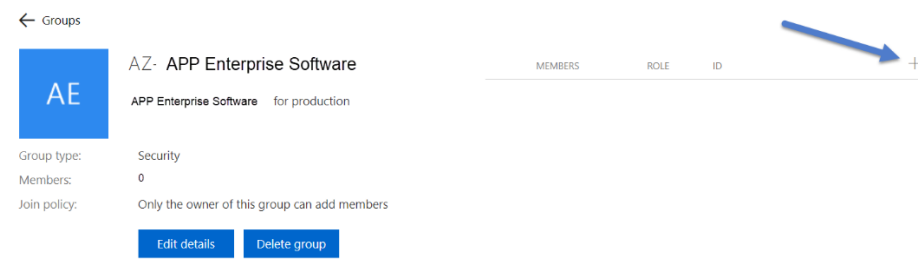 ← Groups
AE
AZ- APP Enterprise Software
APP Enterprise Software for production
MEMBERS ROLE ID +
Group type: Security
Members: 0
Join policy: Only the owner of this group can add members
Edit details Delete group